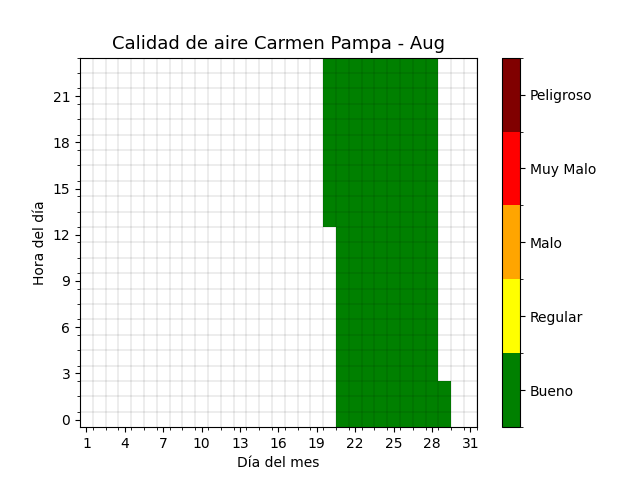 Calidad de aire Carmen Pampa - Aug
Hora del día
21
18
15
12
9
6
3
0
1 4 7 10 13 16 19 22 25 28 31
Día del mes
Peligroso
Muy Malo
Malo
Regular
Bueno